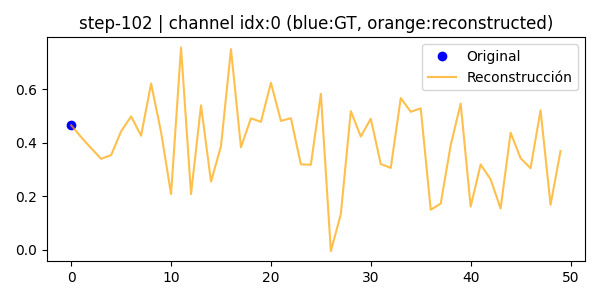 step-102 | channel idx:0 (blue:GT, orange:reconstructed)
Original
Reconstrucción
0.6
0.4
0.2
0.0
0 10 20 30 40 50